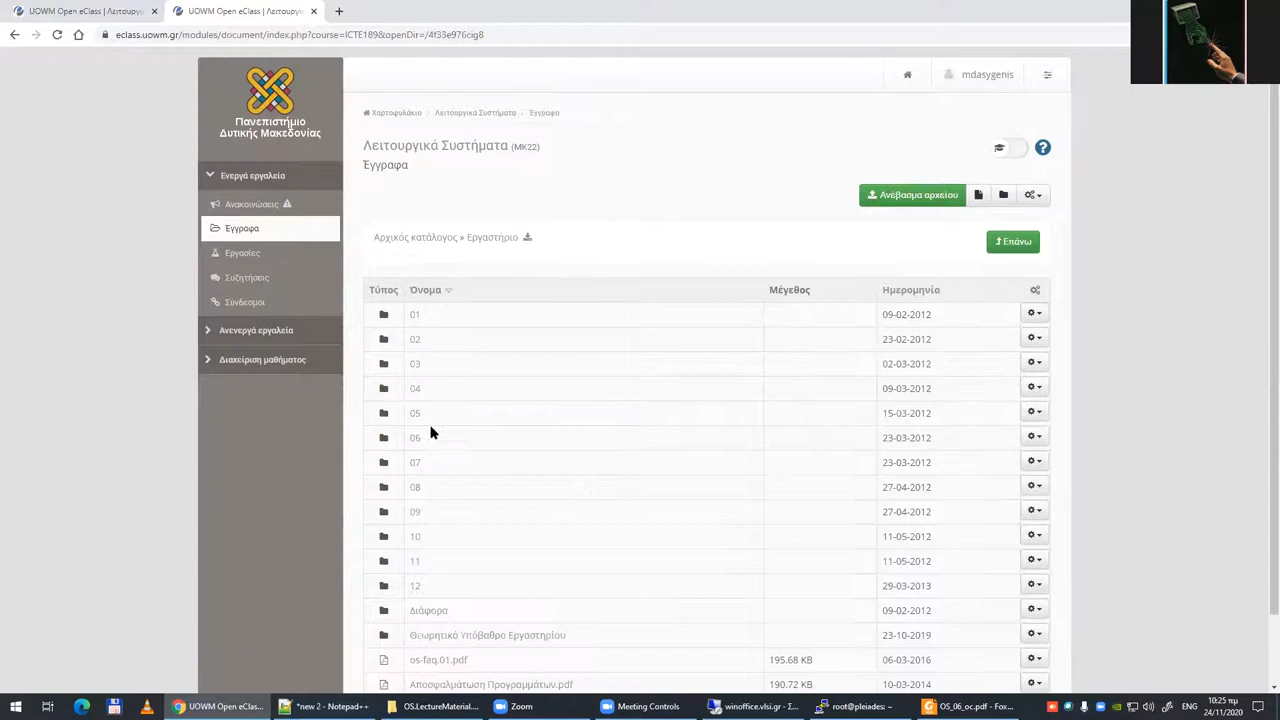 UOWM Open eClass | Λειτουργικ
UOWM Open eClass | Λειτουργικ
eclass.uowm.gr/modules/document/index.php?course=ICTE189&openDir=/4f33e976cig8
Πανεπιστήμιο
Δυτικής Μακεδονίας
mdasygenis
Χαρτοφυλάκιο / Λειτουργικά Συστήματα / Έγγραφα
Λειτουργικά Συστήματα (MK22)
Έγγραφα
Ενεργά εργαλεία
Ανακοινώσεις
Έγγραφα
Εργασίες
Συζητήσεις
Σύνδεσμοι
Ανενεργά εργαλεία
Διαχείριση μαθήματος
Ανέβασμα αρχείου
Αρχικός κατάλογος » Εργαστήριο
Επάνω
Τύπος Όνομα Μέγεθος Ημερομηνία
01 09-02-2012
02 23-02-2012
03 02-03-2012
04 09-03-2012
05 15-03-2012
06 23-03-2012
07 23-03-2012
08 27-04-2012
09 27-04-2012
10 11-05-2012
11 11-05-2012
12 29-03-2013
Διάφορα 09-02-2012
Θεωρητικό Υπόβαθρο Εργαστηρίου 23-10-2019
os-faq.01.pdf 195.68 KB 06-03-2016
Αποσφαλμάτωση Προγραμμάτων.pdf 190.72 KB 10-03-2014
UOWM Open eClas...
*new 2 - Notepad++
OS.LectureMaterial...
Zoom
Meeting Controls
winoffice.vlsi.gr - 2...
root@pleiades: ~
OS_06_oc.pdf - Fox...
ENG
10:25 πμ
24/11/2020